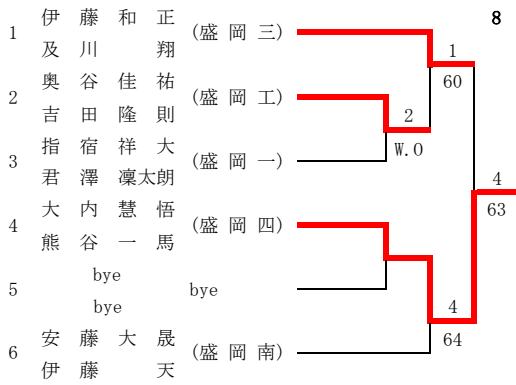 8
1 伊藤和正 (盛岡三)
及川翔
1
60
2 奥谷佳祐 (盛岡工)
吉田隆則
2
W.O
3 指宿祥大 (盛岡一)
君澤凜太朗
4
63
4 大内慧悟 (盛岡四)
熊谷一馬
5 bye bye
bye
4
64
6 安藤大晟 (盛岡南)
伊藤天